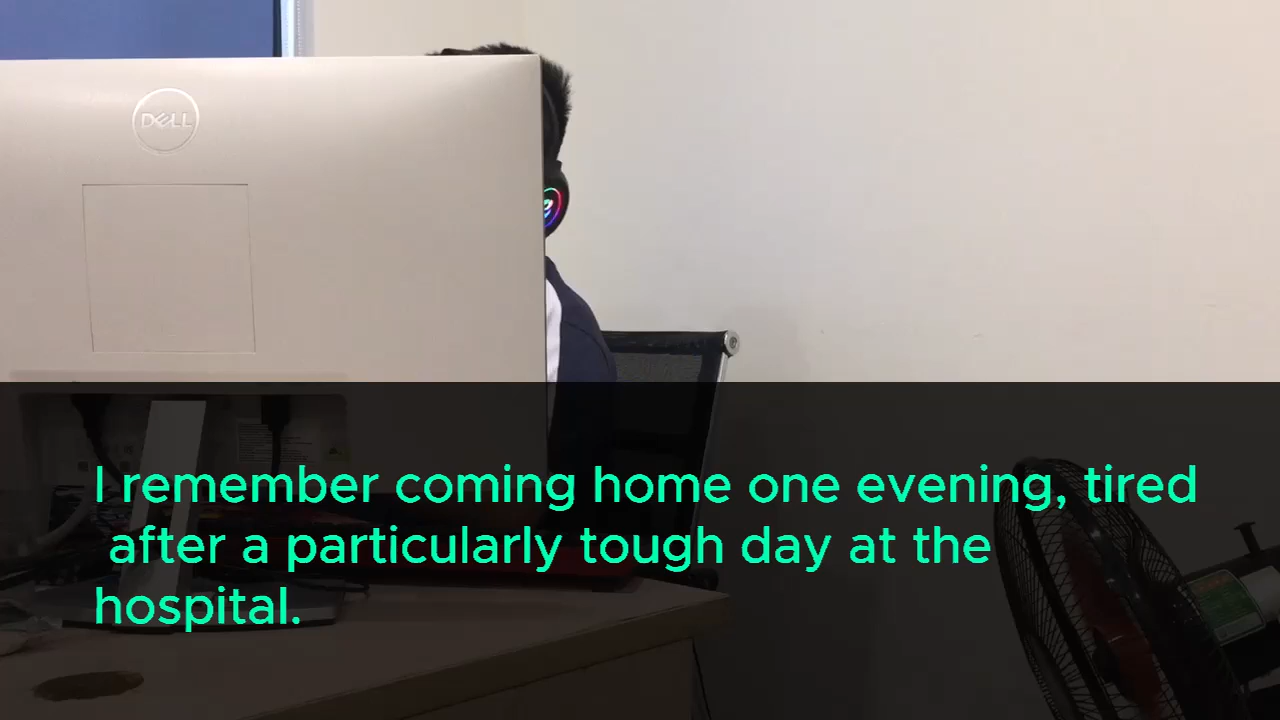 DELL
I remember coming home one evening, tired
after a particularly tough day at the
hospital.